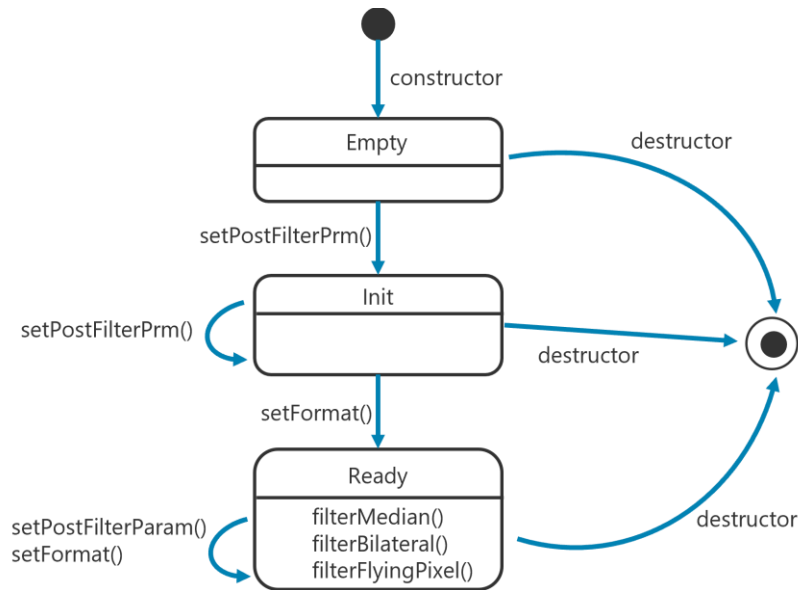 constructor
Empty
destructor
setPostFilterPrm()
Init
setPostFilterPrm()
destructor
setFormat()
Ready
setPostFilterParam()
setFormat()
filterMedian()
filterBilateral()
filterFlyingPixel()
destructor